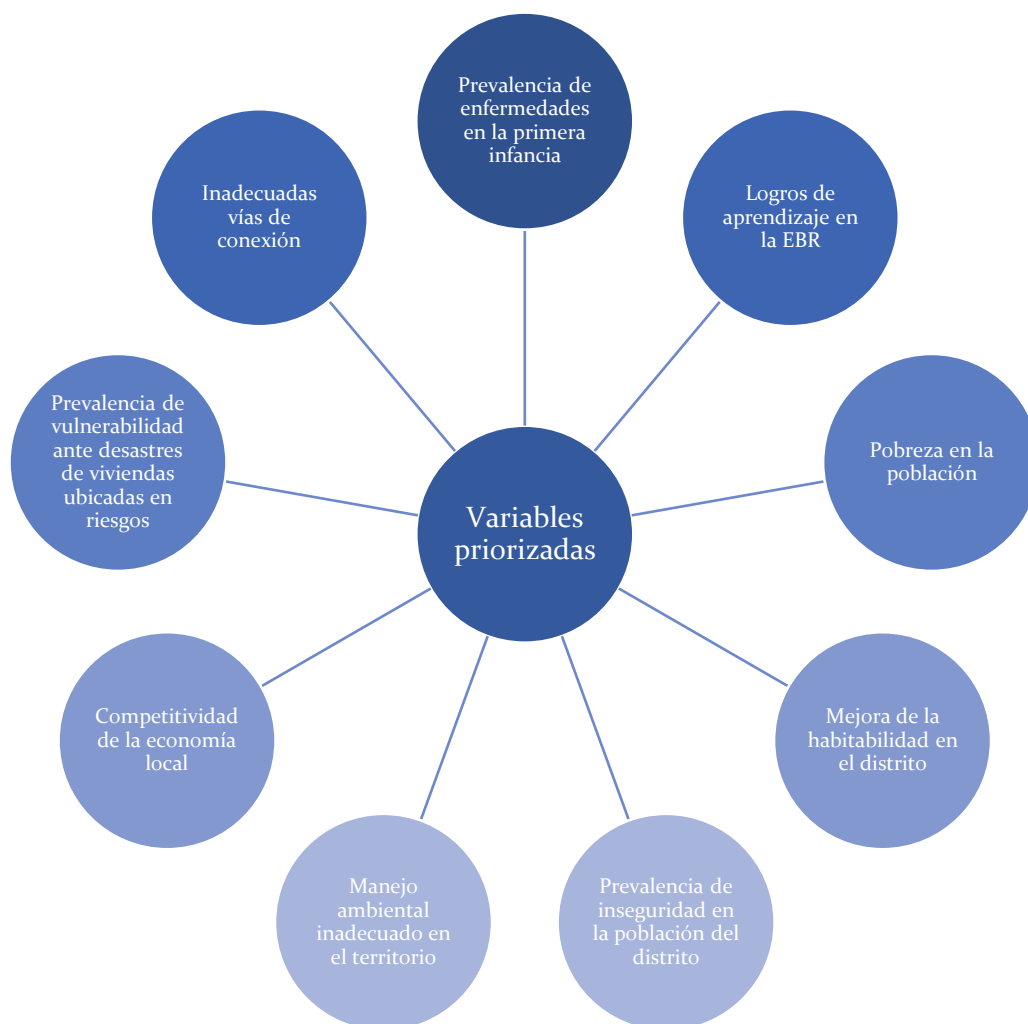 Prevalencia de
enfermedades
en la primera
infancia
Logros de
aprendizaje en
la EBR
Pobreza en la
población
Mejora de la
habitabilidad en
el distrito
Prevalencia de
inseguridad en
la población del
distrito
Manejo
ambiental
inadecuado en
el territorio
Competitividad
de la economía
local
Prevalencia de
vulnerabilidad
ante desastres
de viviendas
ubicadas en
riesgos
Inadecuadas
vías de
conexión
Variables
priorizadas